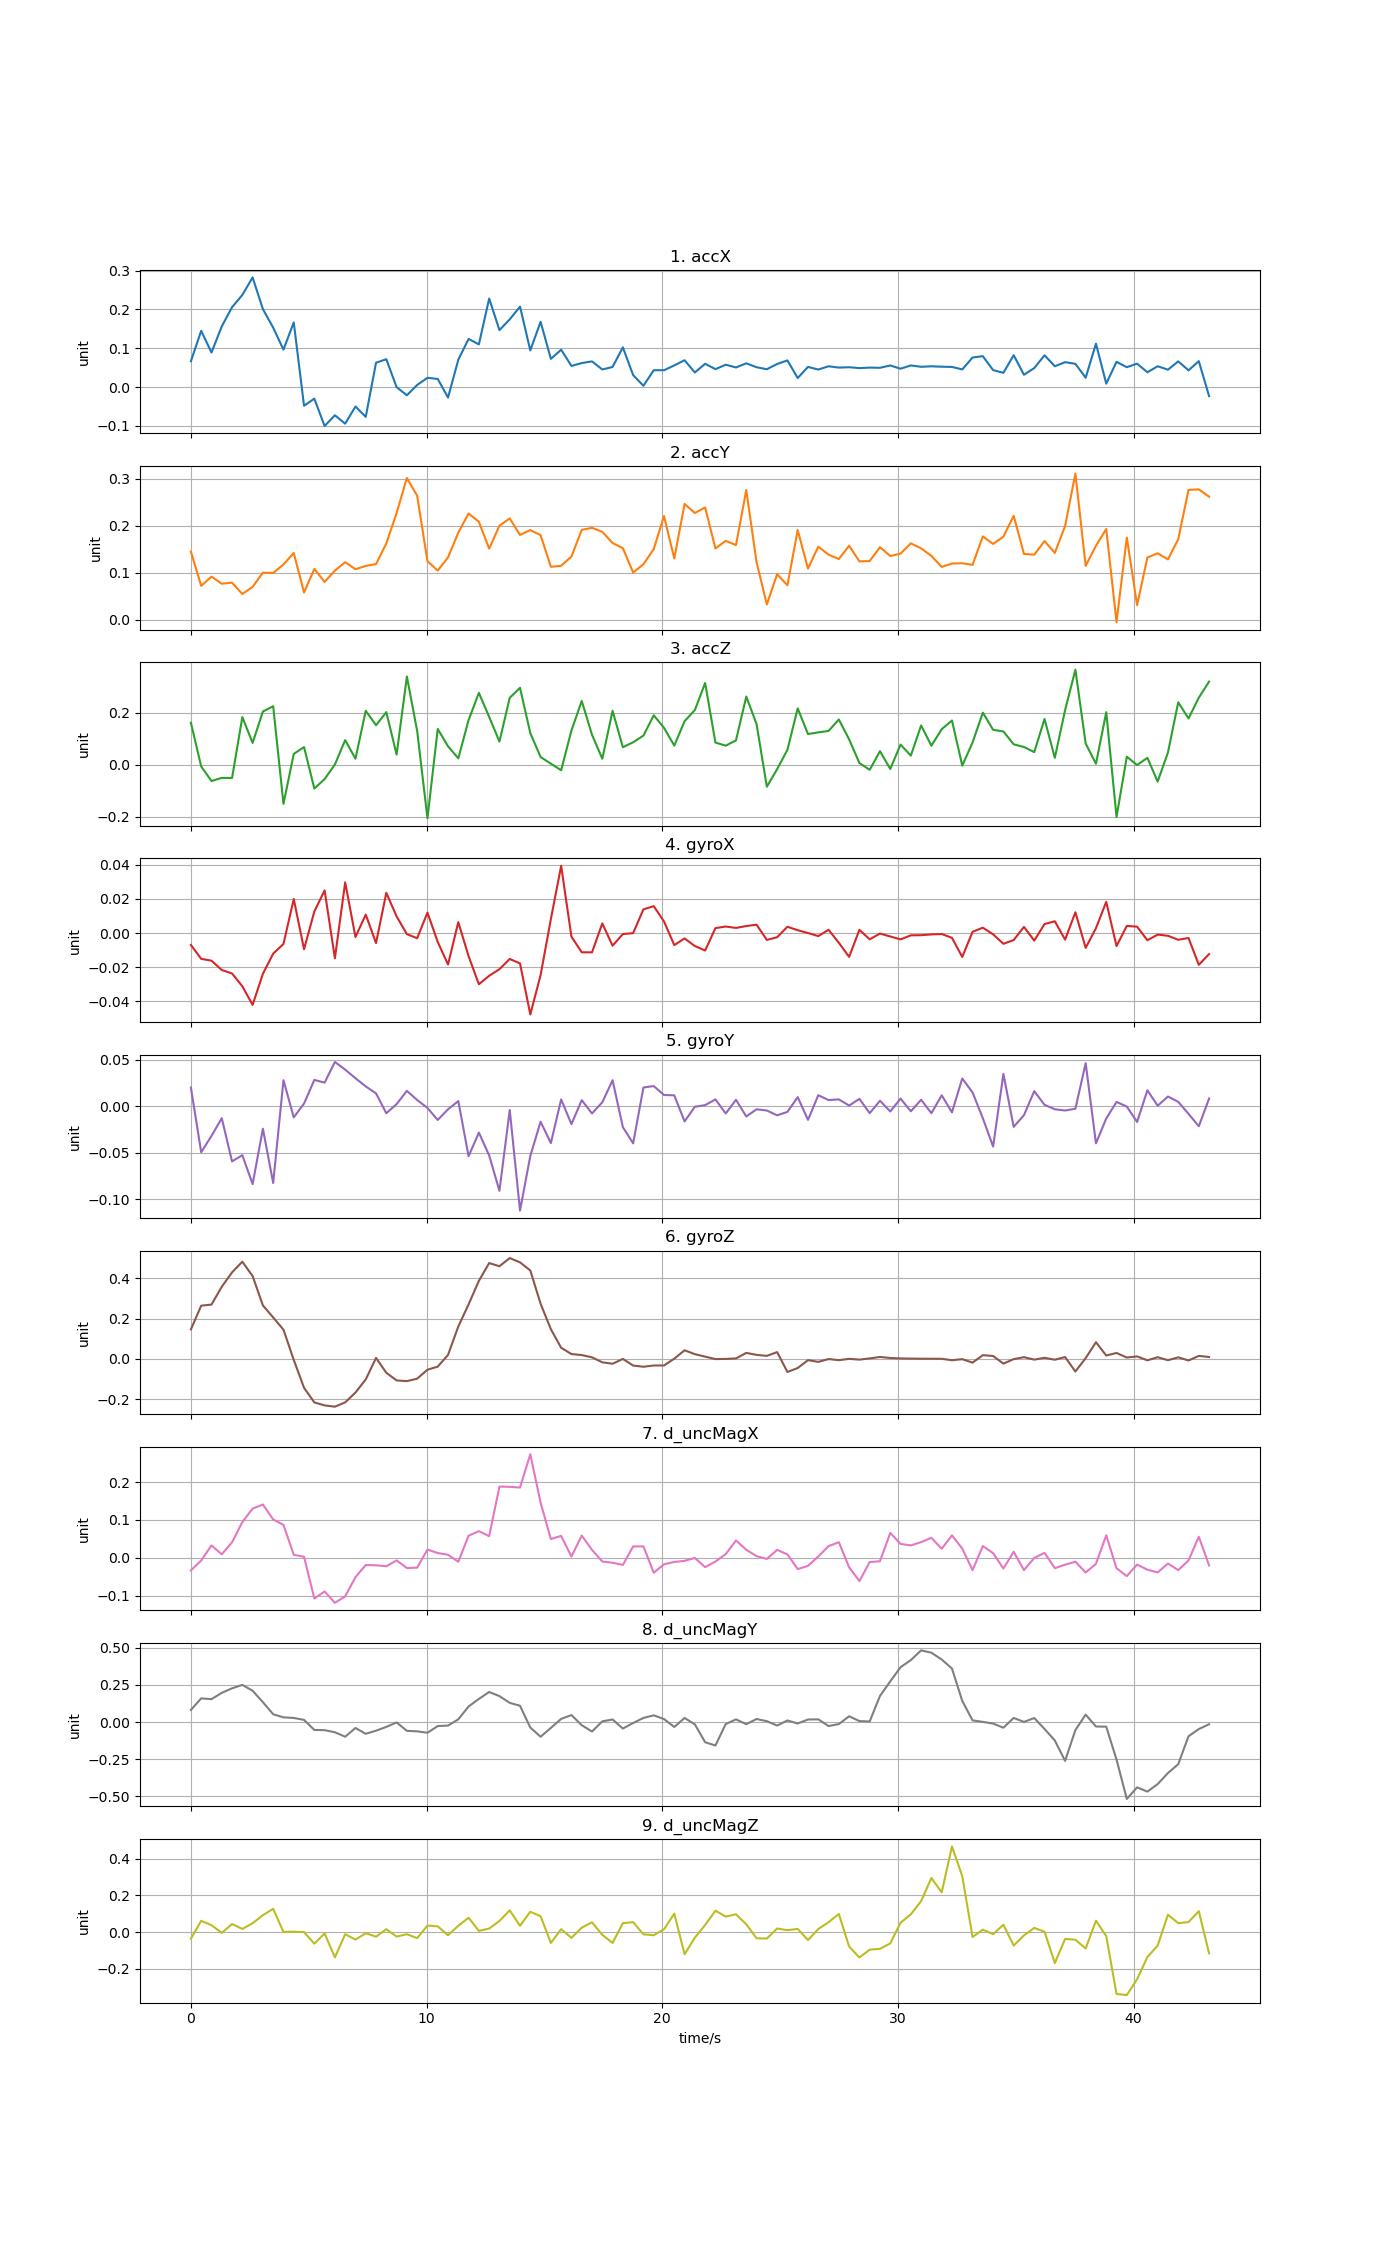 1. accX
0.3
0.2
0.1
0.0
−0.1
unit
2. accY
0.3
0.2
0.1
0.0
unit
3. accZ
0.2
0.0
−0.2
unit
4. gyroX
0.04
0.02
0.00
−0.02
−0.04
unit
5. gyroY
0.05
0.00
−0.05
−0.10
unit
6. gyroZ
0.4
0.2
0.0
−0.2
unit
7. d_uncMagX
0.2
0.1
0.0
−0.1
unit
8. d_uncMagY
0.50
0.25
0.00
−0.25
−0.50
unit
9. d_uncMagZ
0.4
0.2
0.0
−0.2
unit
0 10 20 30 40
time/s